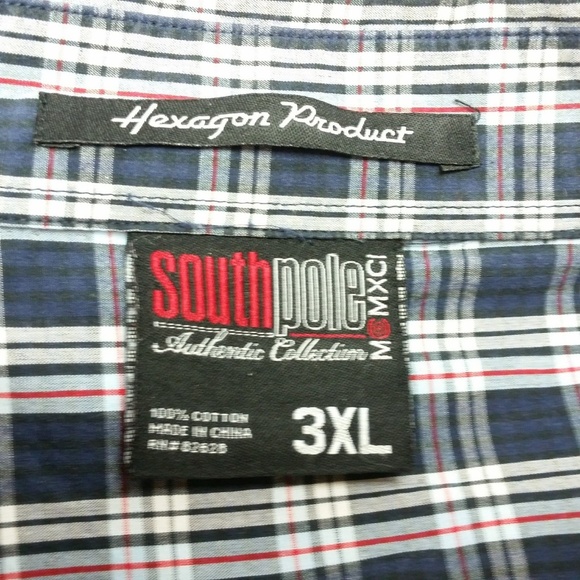 Hexagon Product
southpole
Authentic Collection
MCMXCI
100% COTTON
MADE IN CHINA
RN# 82628
3XL